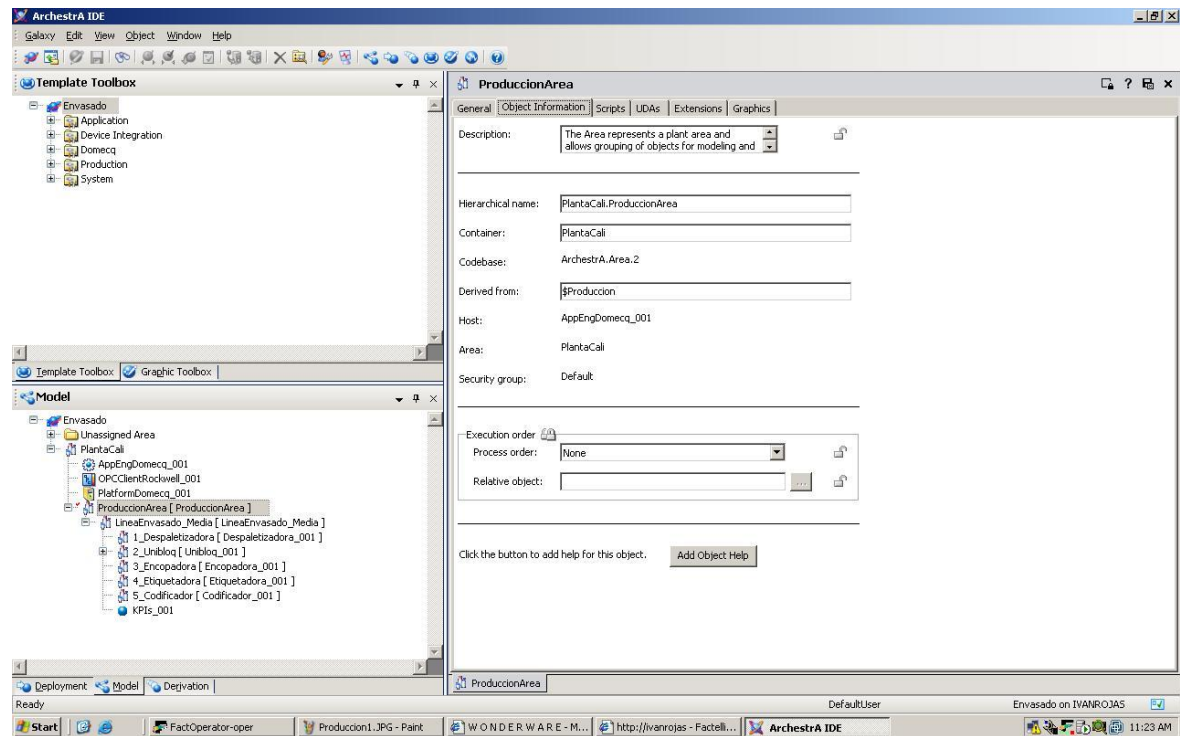 ArchestrA IDE
Galaxy Edit View Object Window Help
Template Toolbox
Envasado
Application
Device Integration
Domecq
Production
System
Template Toolbox Graphic Toolbox
Model
Envasado
Unassigned Area
PlantaCali
AppEngDomecq_001
OPCClientRockwell_001
PlatformDomecq_001
ProduccionArea [ ProduccionArea ]
LineaEnvasado_Media [ LineaEnvasado_Media ]
1_Despaletizadora [ Despaletizadora_001 ]
2_Unibloq [ Unibloq_001 ]
3_Encopadora [ Encopadora_001 ]
4_Etiquetadora [ Etiquetadora_001 ]
5_Codificador [ Codificador_001 ]
KPIs_001
Deployment Model Derivation
ProduccionArea
General Object Information Scripts UDAs Extensions Graphics
Description: The Area represents a plant area and
allows grouping of objects for modeling and
Hierarchical name: PlantaCali.ProduccionArea
Container: PlantaCali
Codebase: ArchestrA.Area.2
Derived from: $Produccion
Host: AppEngDomecq_001
Area: PlantaCali
Security group: Default
Execution order
Process order: None
Relative object: ...
Click the button to add help for this object. Add Object Help
ProduccionArea
Ready DefaultUser Envasado on IVANROJAS
Start FactOperator-oper Produccion1.JPG - Paint W O N D E R W A R E - M... http://ivanrojas - Factelli... ArchestrA IDE 11:23 AM